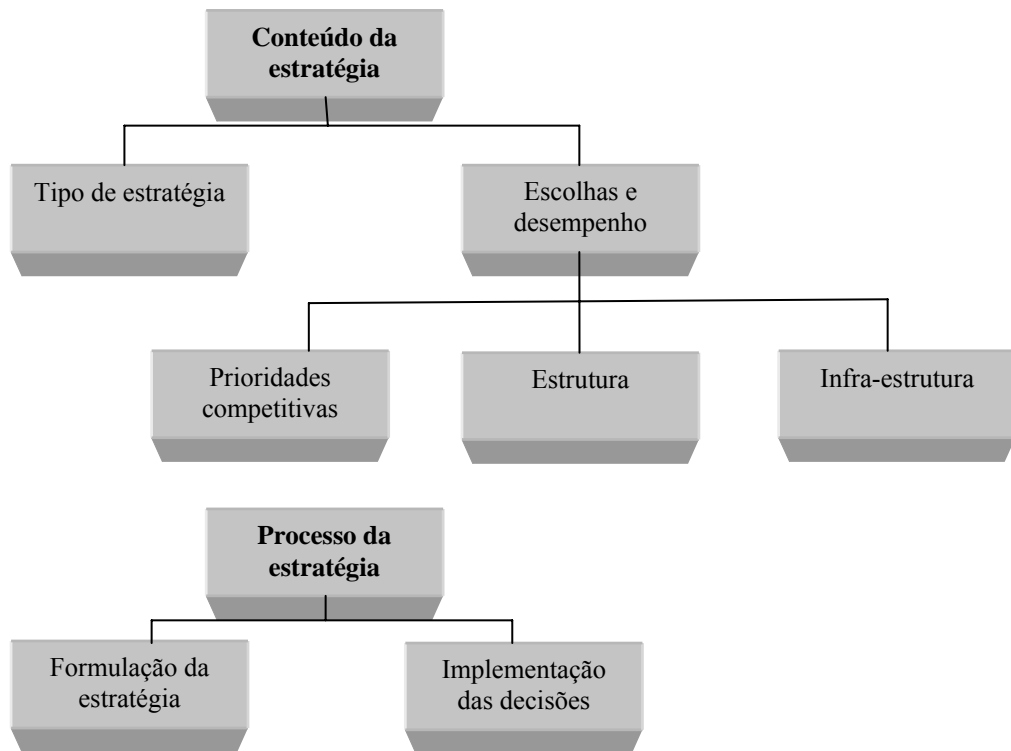 Conteúdo da
estratégia
Tipo de estratégia
Escolhas e
desempenho
Prioridades
competitivas
Estrutura
Infra-estrutura
Processo da
estratégia
Formulação da
estratégia
Implementação
das decisões